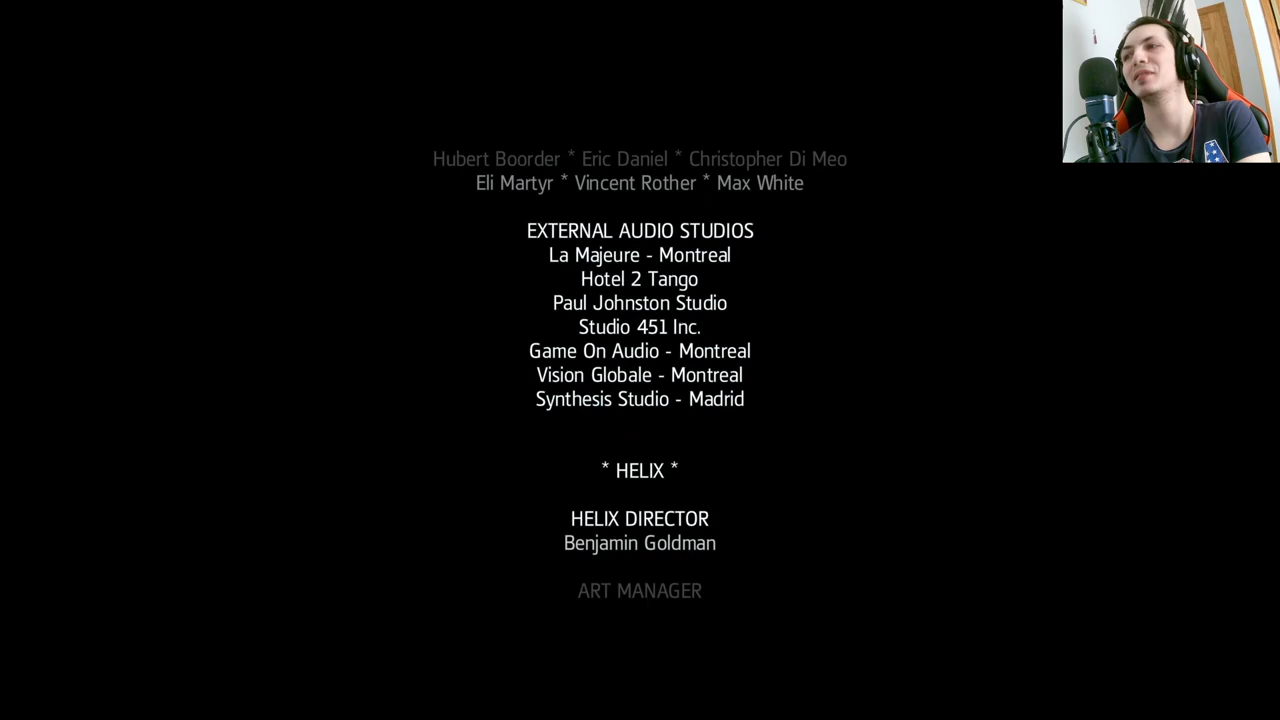 Hubert Boorder * Eric Daniel * Christopher Di Meo
Eli Martyr * Vincent Rother * Max White
EXTERNAL AUDIO STUDIOS
La Majeure - Montreal
Hotel 2 Tango
Paul Johnston Studio
Studio 451 Inc.
Game On Audio - Montreal
Vision Globale - Montreal
Synthesis Studio - Madrid
* HELIX *
HELIX DIRECTOR
Benjamin Goldman
ART MANAGER